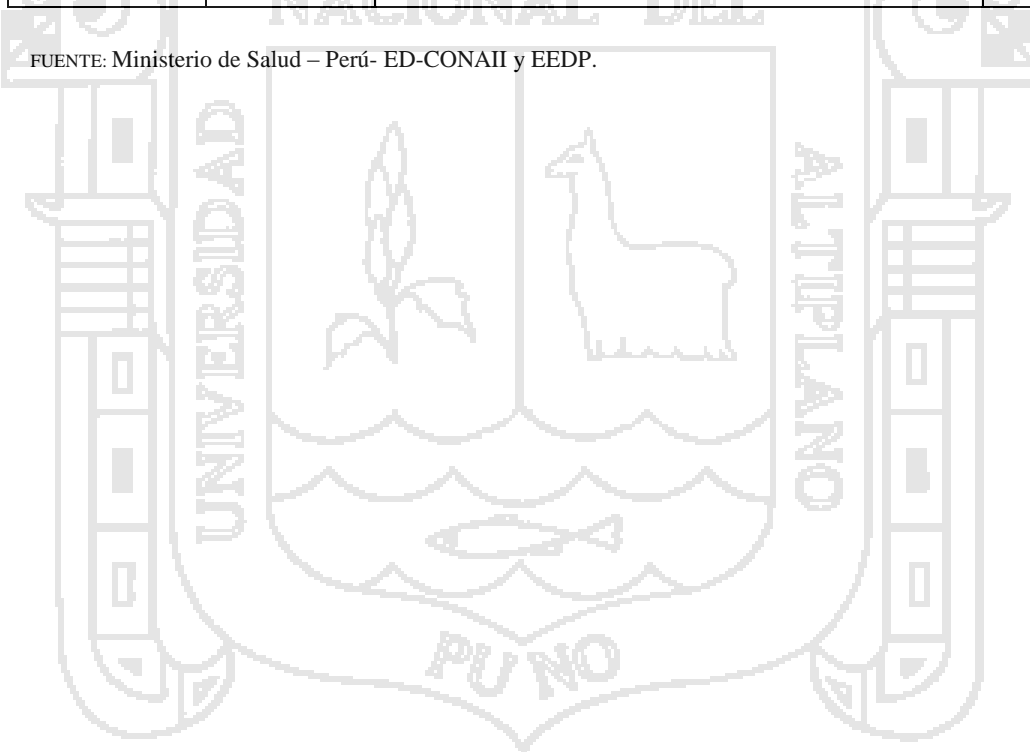 NACIONAL DEL
FUENTE: Ministerio de Salud – Perú- ED-CONAII y EEDP.
UNIVERSIDAD
ALTIPLANO
PUNO